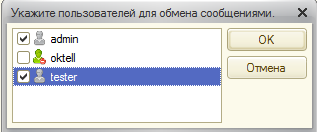 Укажите пользователей для обмена сообщениями.
admin
OK
oktell
Отмена
tester